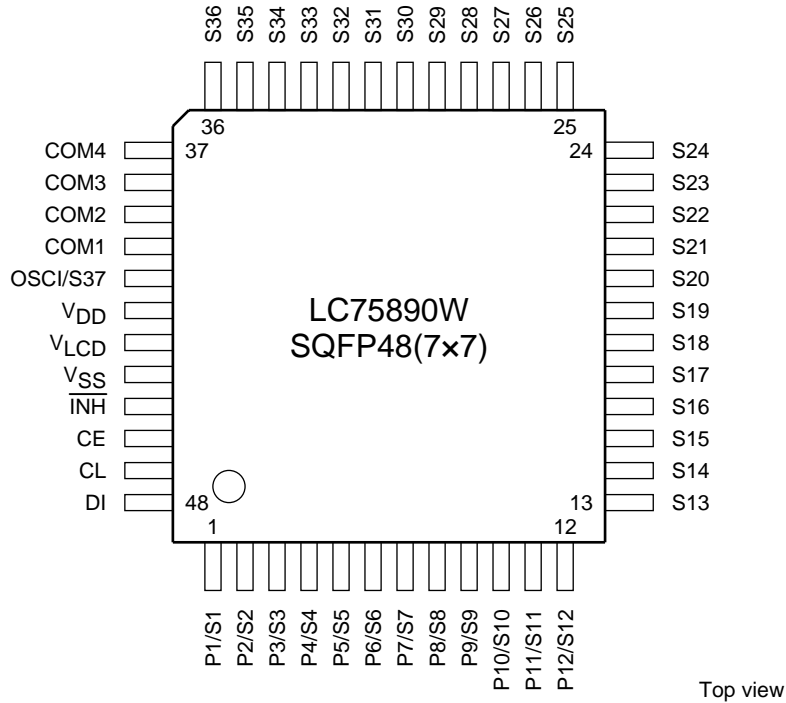 S36
S35
S34
S33
S32
S31
S30
S29
S28
S27
S26
S25
36
25
COM4
37
24
S24
COM3
S23
COM2
S22
COM1
S21
OSCI/S37
S20
VDD
LC75890W
S19
VLCD
SQFP48(7×7)
S18
VSS
S17
INH
S16
CE
S15
CL
S14
DI
48
13
S13
1
12
P1/S1
P2/S2
P3/S3
P4/S4
P5/S5
P6/S6
P7/S7
P8/S8
P9/S9
P10/S10
P11/S11
P12/S12
Top view